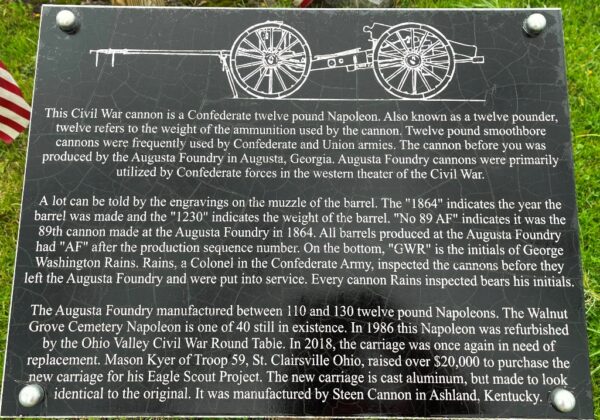 This Civil War cannon is a Confederate twelve pound Napoleon. Also known as a twelve pounder,
twelve refers to the weight of the ammunition used by the cannon. Twelve pound smoothbore
cannons were frequently used by Confederate and Union armies. The cannon before you was
produced by the Augusta Foundry in Augusta, Georgia. Augusta Foundry cannons were primarily
utilized by Confederate forces in the western theater of the Civil War.
A lot can be told by the engravings on the muzzle of the barrel. The "1864" indicates the year the
barrel was made and the "1230" indicates the weight of the barrel. "No 89 AF" indicates it was the
89th cannon made at the Augusta Foundry in 1864. All barrels produced at the Augusta Foundry
had "AF" after the production sequence number. On the bottom, "GWR" is the initials of George
Washington Rains. Rains, a Colonel in the Confederate Army, inspected the cannons before they
left the Augusta Foundry and were put into service. Every cannon Rains inspected bears his initials.
The Augusta Foundry manufactured between 110 and 130 twelve pound Napoleons. The Walnut
Grove Cemetery Napoleon is one of 40 still in existence. In 1986 this Napoleon was refurbished
by the Ohio Valley Civil War Round Table. In 2018, the carriage was once again in need of
replacement. Mason Kyer of Troop 59, St. Clairsville Ohio, raised over $20,000 to purchase the
new carriage for his Eagle Scout Project. The new carriage is cast aluminum, but made to look
identical to the original. It was manufactured by Steen Cannon in Ashland, Kentucky.